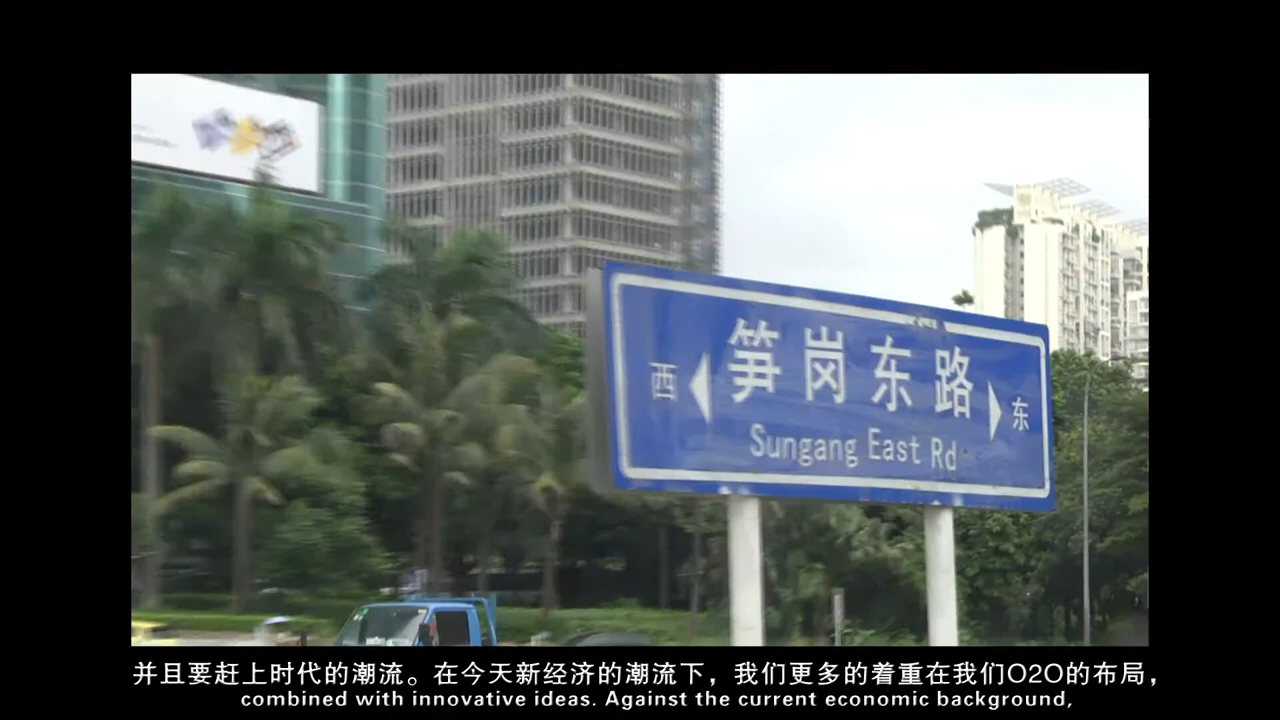 笋岗东路
西
东
Sungang East Rd
并且要赶上时代的潮流。在今天新经济的潮流下，我们更多的着重在我们O2O的布局，
combined with innovative ideas. Against the current economic background,